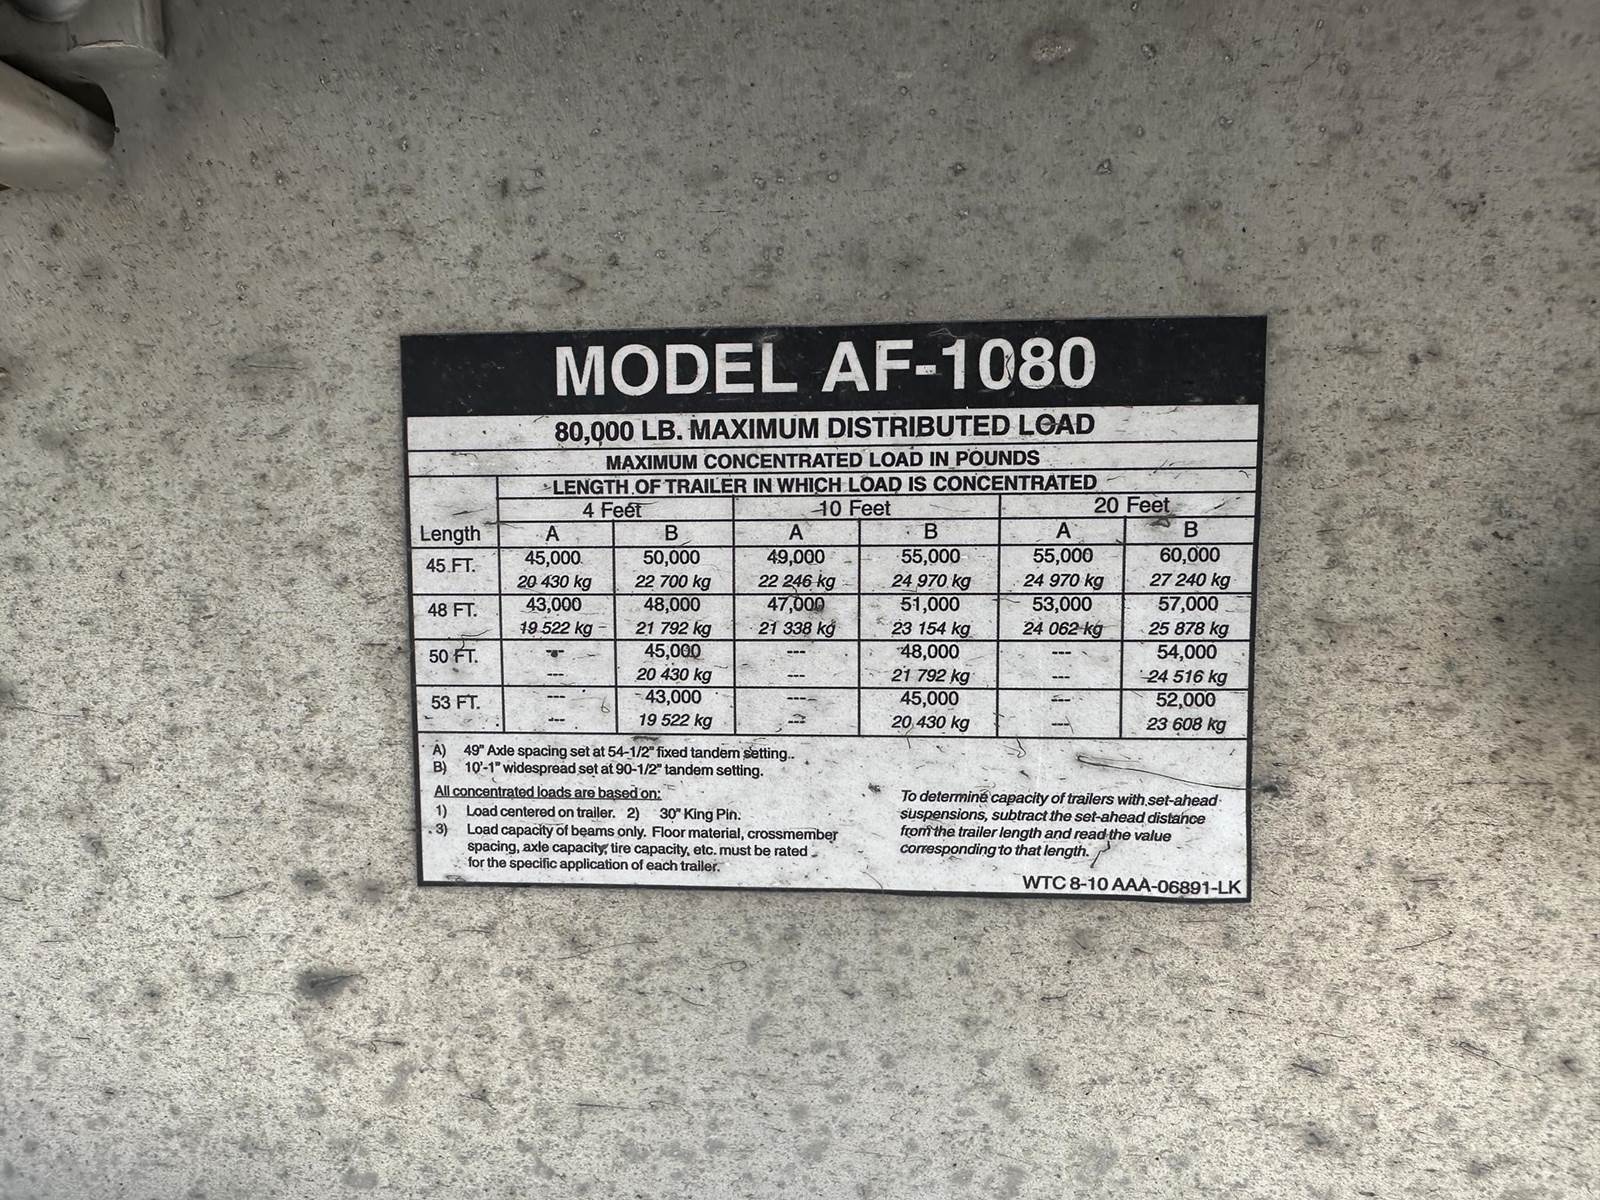 MODEL AF-1080
80,000 LB. MAXIMUM DISTRIBUTED LOAD
MAXIMUM CONCENTRATED LOAD IN POUNDS
LENGTH OF TRAILER IN WHICH LOAD IS CONCENTRATED
4 Feet 10 Feet 20 Feet
Length A B A B A B
45 FT. 45,000 50,000 49,000 55,000 55,000 60,000
20 430 kg 22 700 kg 22 246 kg 24 970 kg 24 970 kg 27 240 kg
48 FT. 43,000 48,000 47,000 51,000 53,000 57,000
19 522 kg 21 792 kg 21 338 kg 23 154 kg 24 062 kg 25 878 kg
50 FT. --- 45,000 --- 48,000 --- 54,000
--- 20 430 kg --- 21 792 kg --- 24 516 kg
53 FT. --- 43,000 --- 45,000 --- 52,000
--- 19 522 kg --- 20 430 kg --- 23 608 kg
A) 49" Axle spacing set at 54-1/2" fixed tandem setting.
B) 10'-1" widespread set at 90-1/2" tandem setting.
All concentrated loads are based on:
1) Load centered on trailer. 2) 30" King Pin.
3) Load capacity of beams only. Floor material, crossmember
spacing, axle capacity, tire capacity, etc. must be rated
for the specific application of each trailer.
To determine capacity of trailers with set-ahead
suspensions, subtract the set-ahead distance
from the trailer length and read the value
corresponding to that length.
WTC 8-10 AAA-06891-LK